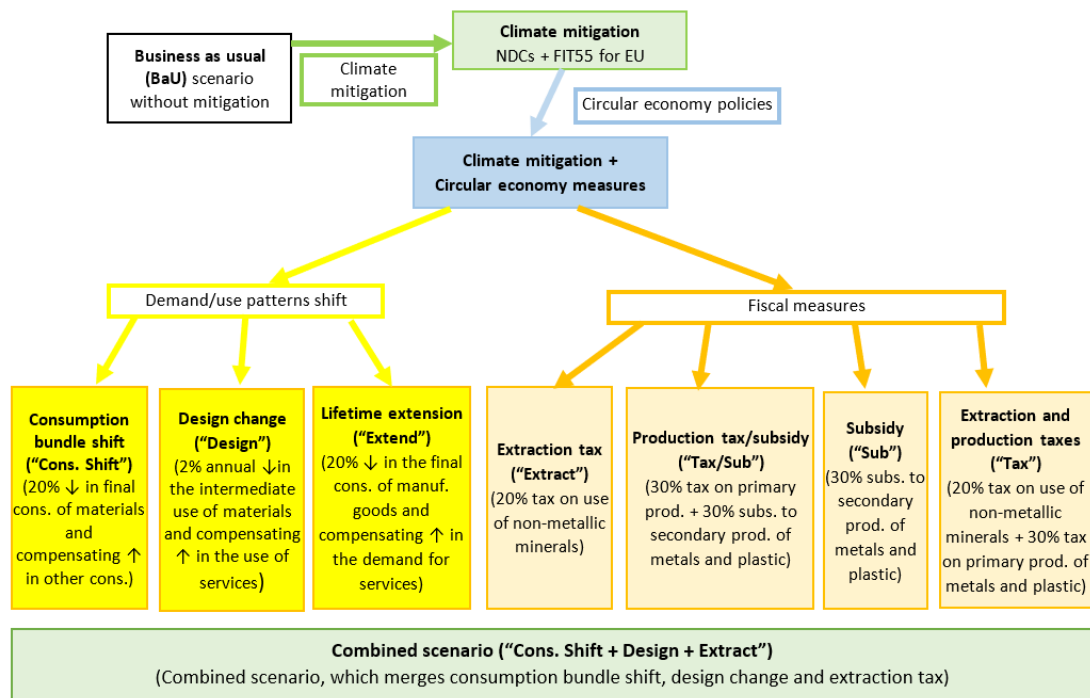 Climate mitigation
NDCs + FIT55 for EU
Business as usual
(BaU) scenario
without mitigation
Climate
mitigation
Circular economy policies
Climate mitigation +
Circular economy measures
Demand/use patterns shift
Fiscal measures
Consumption
bundle shift
("Cons. Shift")
(20% ↓ in final
cons. of materials
and
compensating ↑
in other cons.)
Design change
("Design")
(2% annual ↓in
the intermediate
use of materials
and compensating
↑ in the use of
services)
Lifetime extension
("Extend")
(20% ↓ in the final
cons. of manuf.
goods and
compensating ↑ in
the demand for
services)
Extraction tax
("Extract")
(20% tax on use
of non-metallic
minerals)
Production tax/subsidy
("Tax/Sub")
(30% tax on primary
prod. + 30% subs. to
secondary prod. of
metals and plastic)
Subsidy
("Sub")
(30% subs. to
secondary
prod. of
metals and
plastic)
Extraction and
production taxes
("Tax")
(20% tax on use of
non-metallic
minerals + 30% tax
on primary prod. of
metals and plastic)
Combined scenario ("Cons. Shift + Design + Extract")
(Combined scenario, which merges consumption bundle shift, design change and extraction tax)